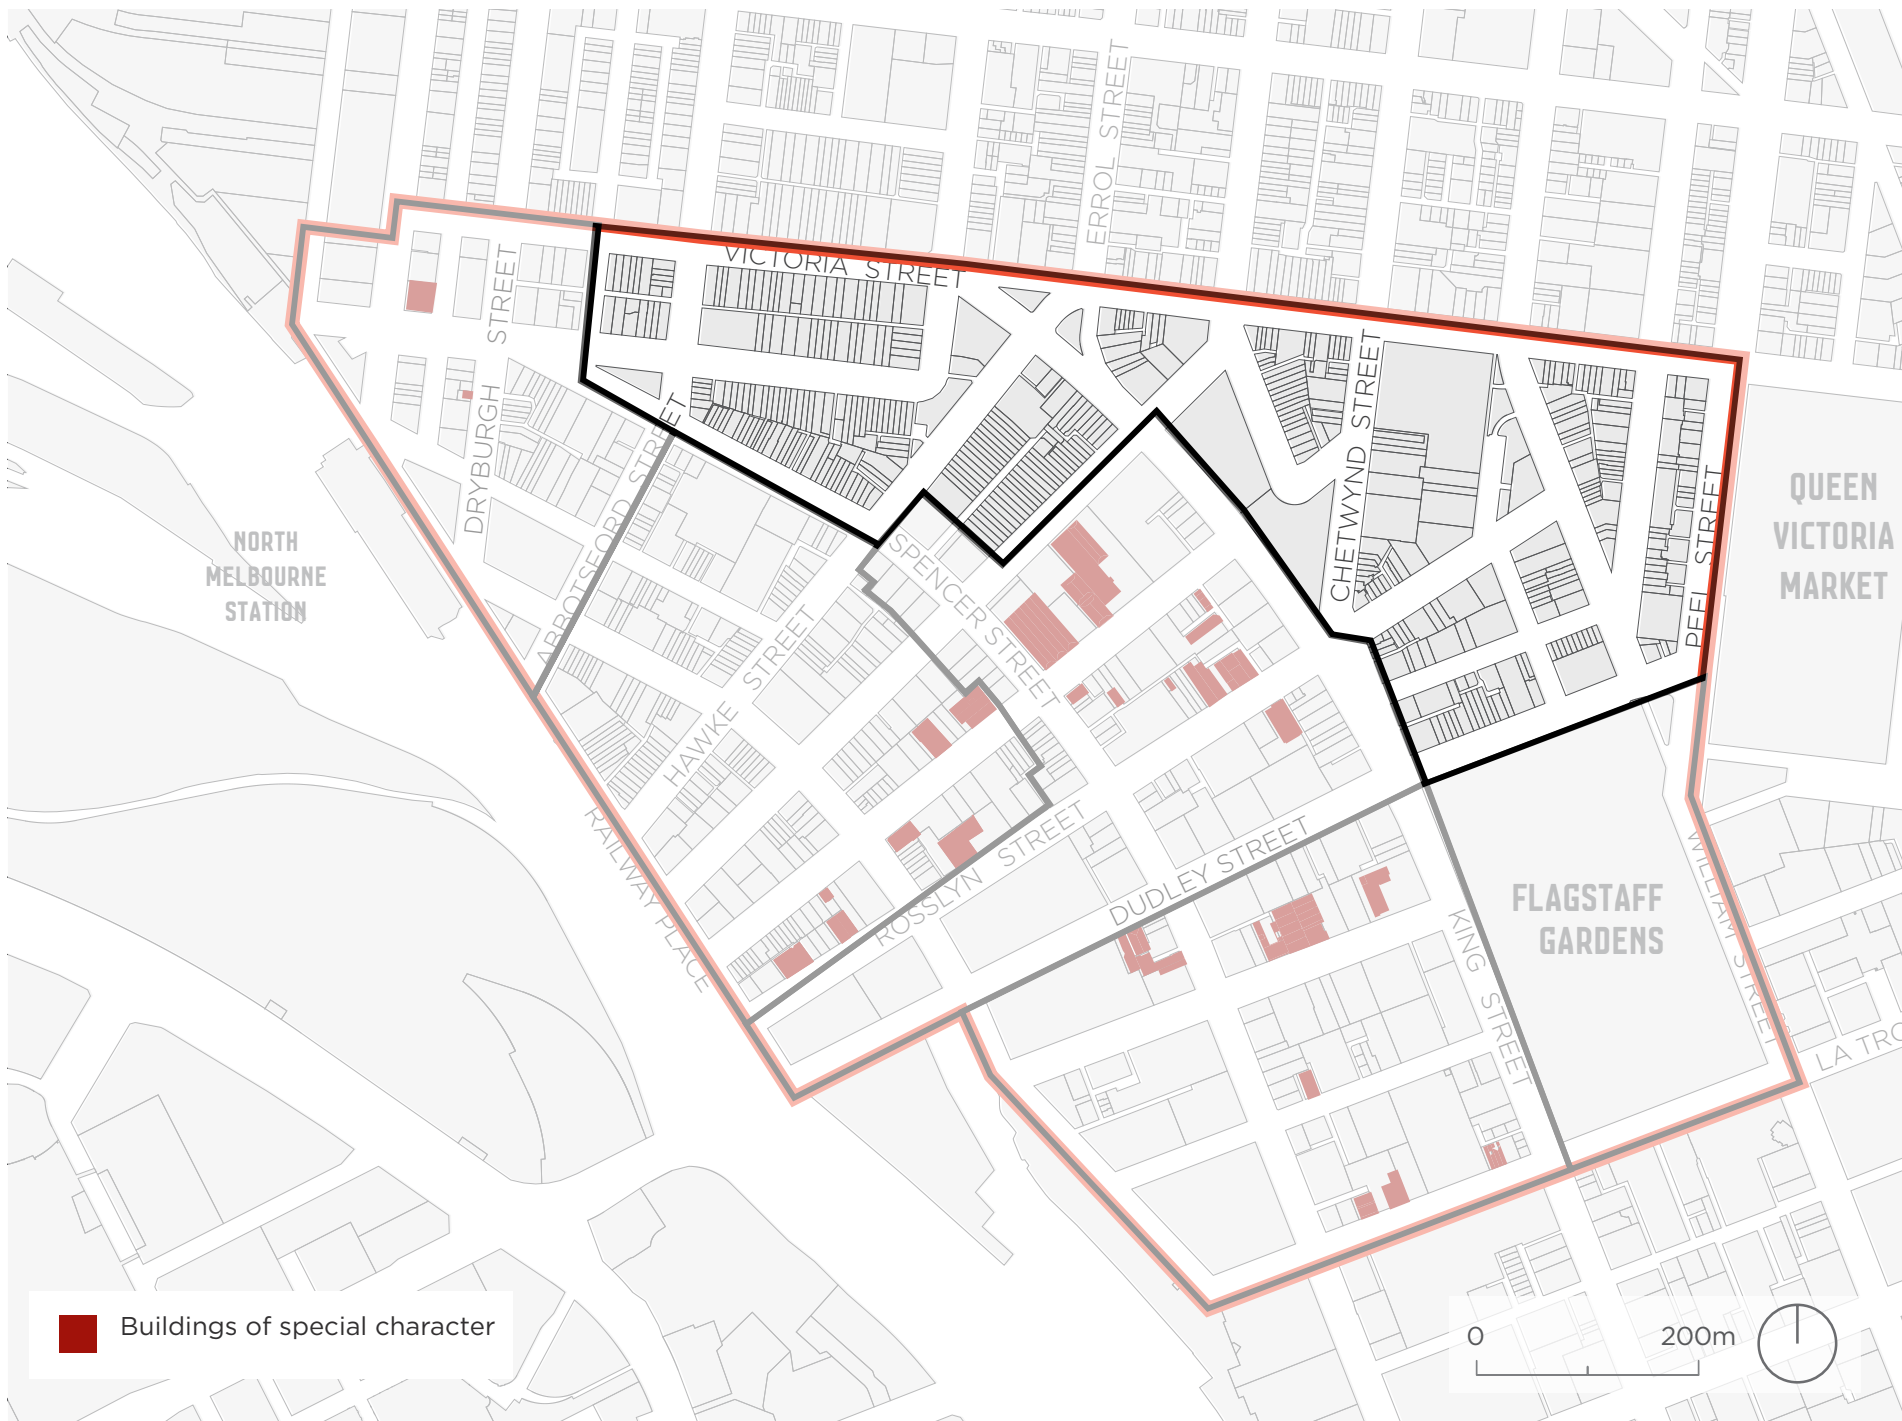 ERROL STREET
VICTORIA STREET
DRYBURGH STREET
ABBOTSFORD STREET
CHETWYND STREET
PEEL STREET
QUEEN
VICTORIA
MARKET
NORTH
MELBOURNE
STATION
SPENCER STREET
HAWKE STREET
RAILWAY PLACE
ROSSLYN STREET
DUDLEY STREET
KING STREET
FLAGSTAFF
GARDENS
WILLIAM STREET
LA TRO
Buildings of special character
0 200m